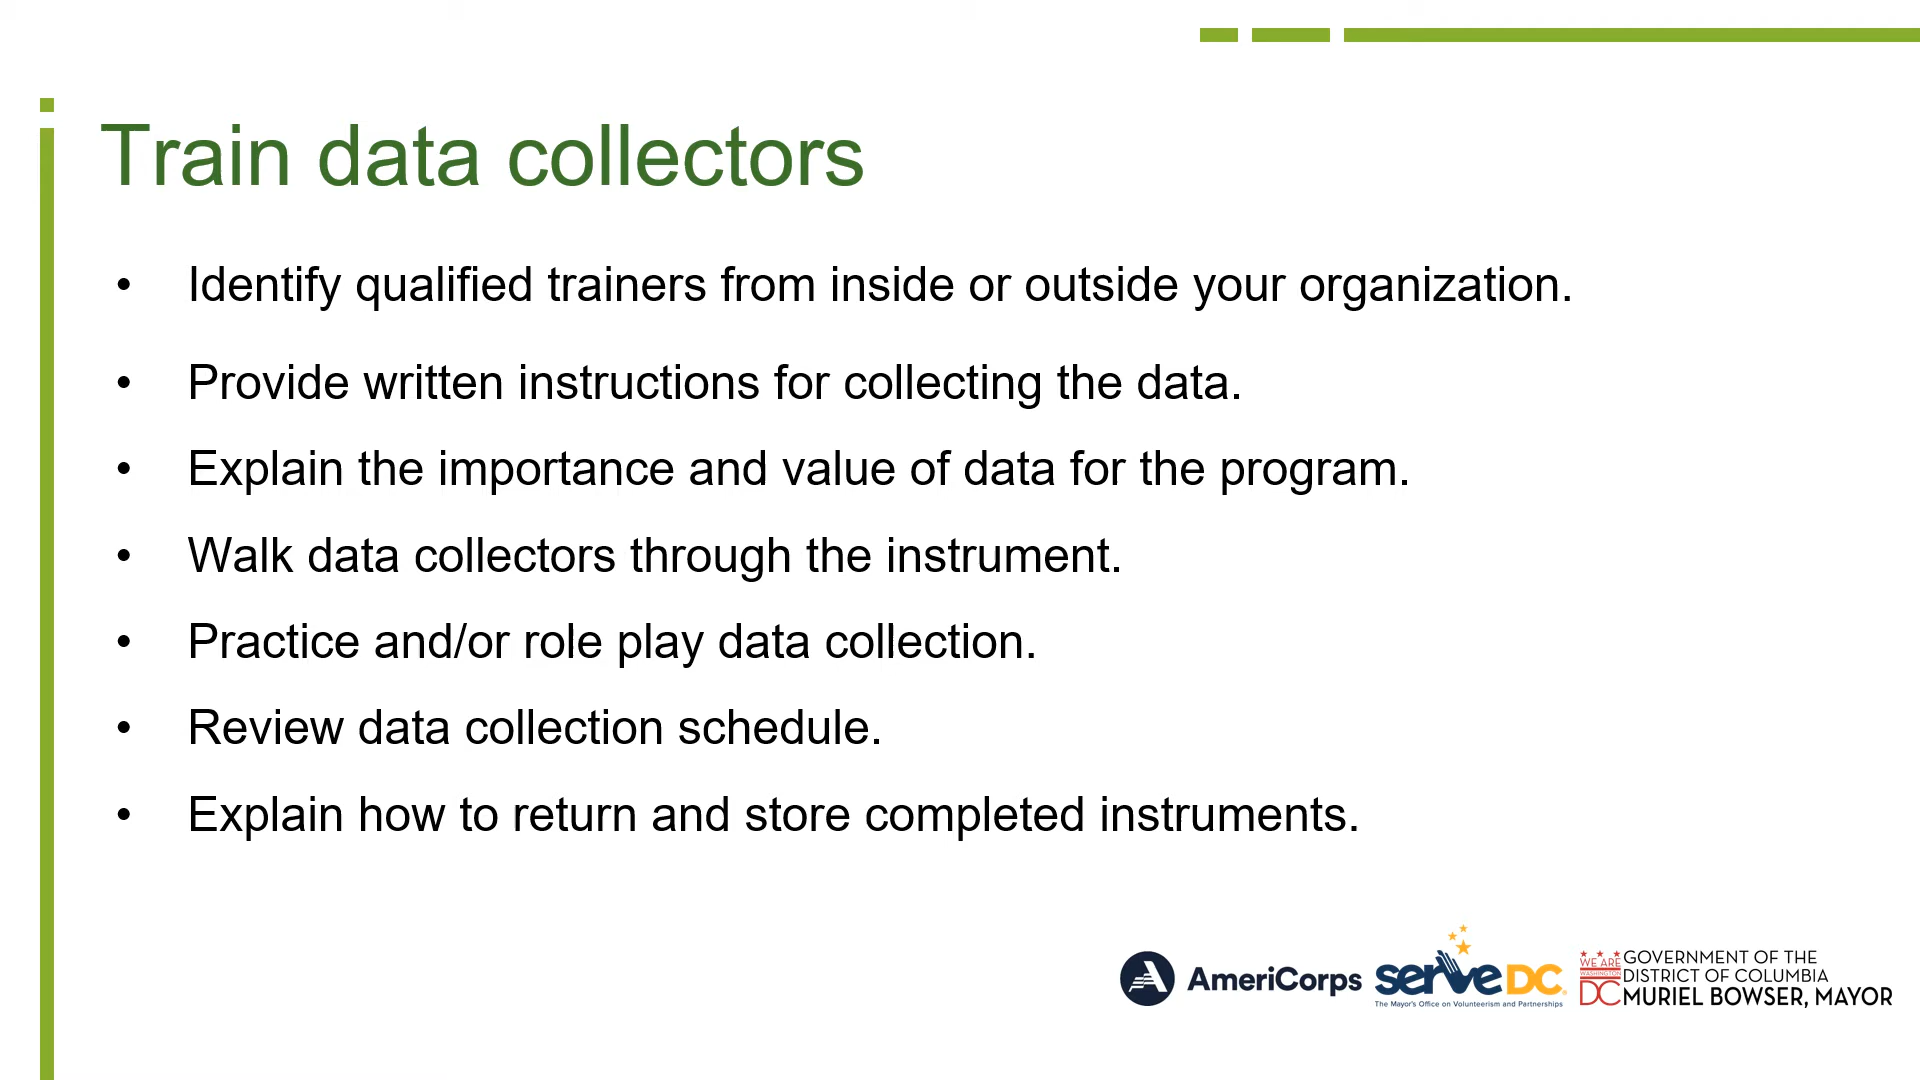 Train data collectors
• Identify qualified trainers from inside or outside your organization.
• Provide written instructions for collecting the data.
• Explain the importance and value of data for the program.
• Walk data collectors through the instrument.
• Practice and/or role play data collection.
• Review data collection schedule.
• Explain how to return and store completed instruments.
AmeriCorps
serve DC
The Mayor's Office on Volunteerism and Partnerships
WE ARE
WASHINGTON
DC
GOVERNMENT OF THE
DISTRICT OF COLUMBIA
MURIEL BOWSER, MAYOR